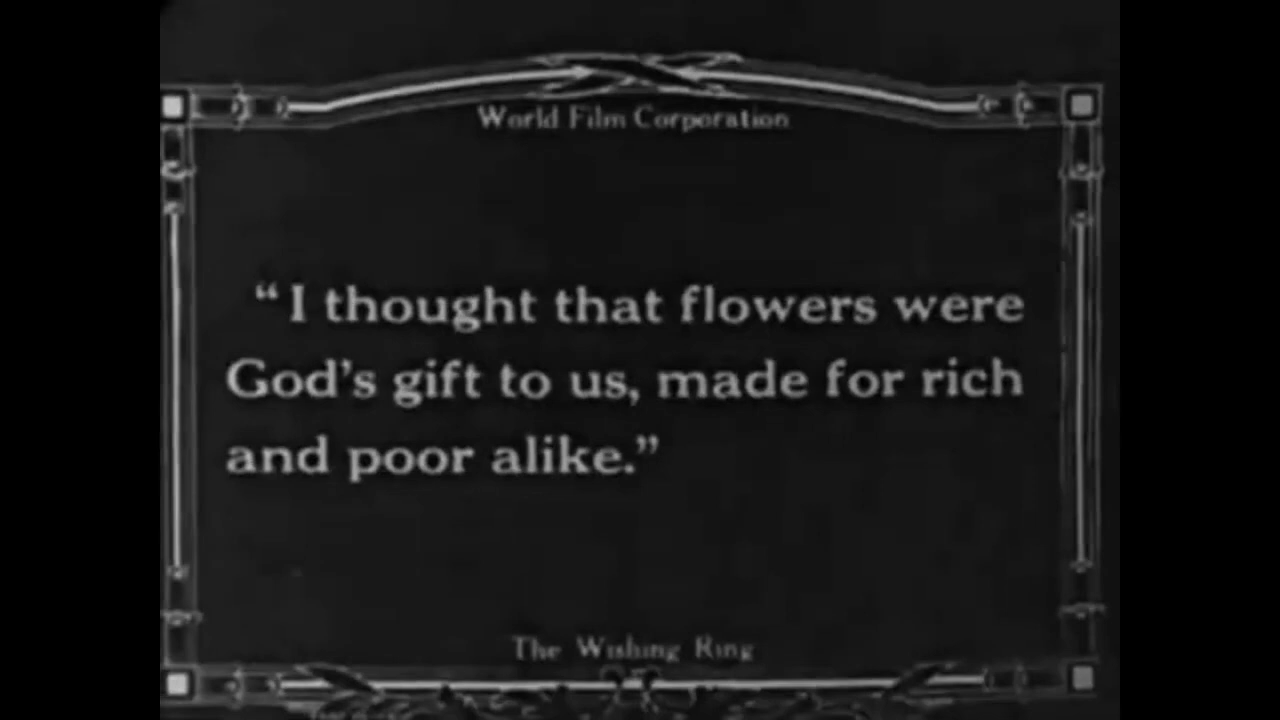 World Film Corporation
“I thought that flowers were
God’s gift to us, made for rich
and poor alike.”
The Wishing Ring